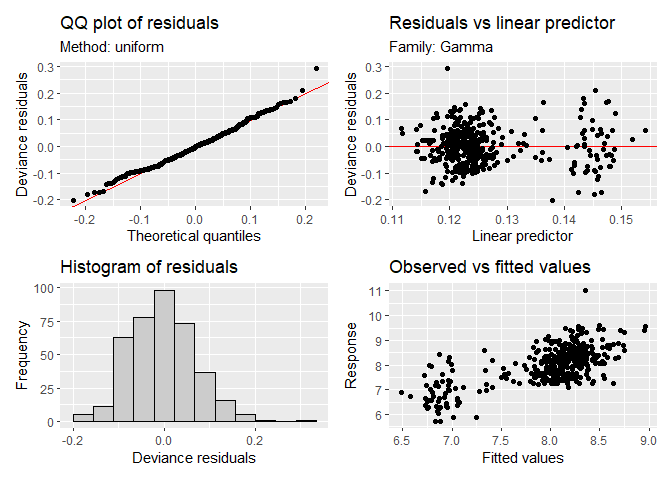 QQ plot of residuals
Method: uniform
Deviance residuals
0.3
0.2
0.1
0.0
-0.1
-0.2
-0.2 -0.1 0.0 0.1 0.2
Theoretical quantiles
Residuals vs linear predictor
Family: Gamma
Deviance residuals
0.3
0.2
0.1
0.0
-0.1
-0.2
0.11 0.12 0.13 0.14 0.15
Linear predictor
Histogram of residuals
Frequency
100
75
50
25
0
-0.2 0.0 0.2
Deviance residuals
Observed vs fitted values
Response
11
10
9
8
7
6
6.5 7.0 7.5 8.0 8.5 9.0
Fitted values